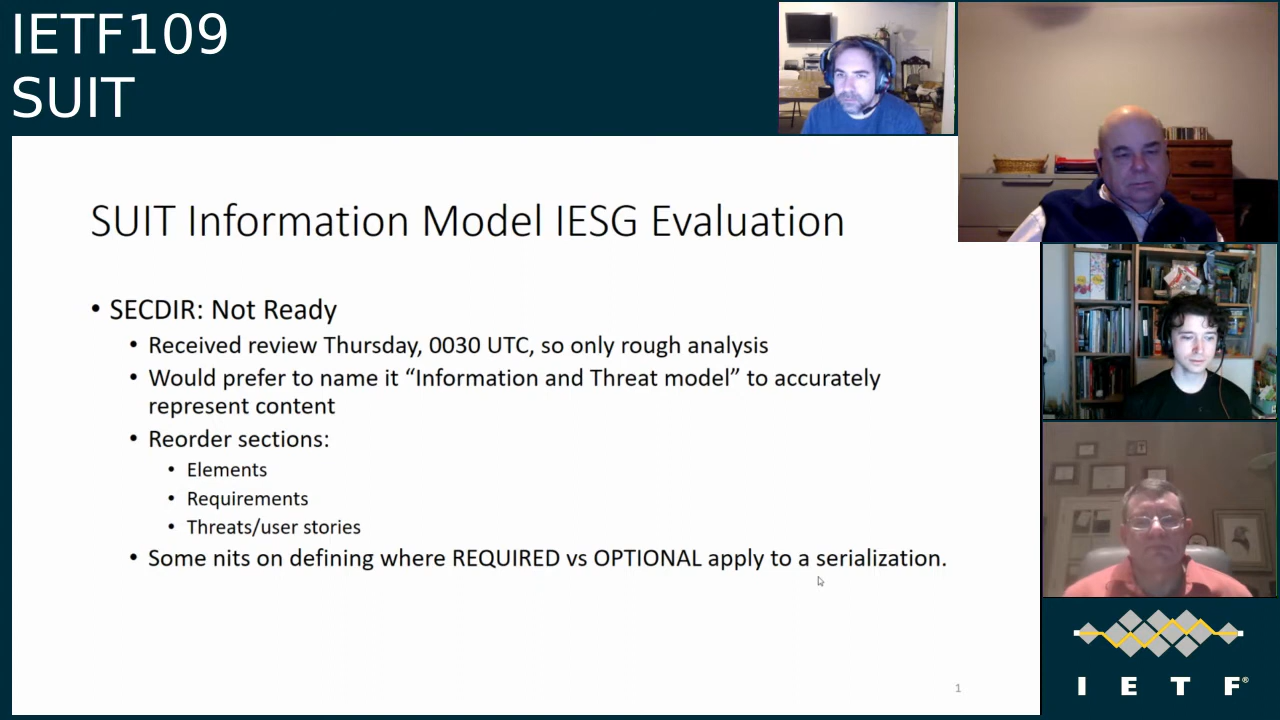 IETF109
SUIT
SUIT Information Model IESG Evaluation
• SECDIR: Not Ready
• Received review Thursday, 0030 UTC, so only rough analysis
• Would prefer to name it “Information and Threat model” to accurately
represent content
• Reorder sections:
• Elements
• Requirements
• Threats/user stories
• Some nits on defining where REQUIRED vs OPTIONAL apply to a serialization.
1
I E T F®